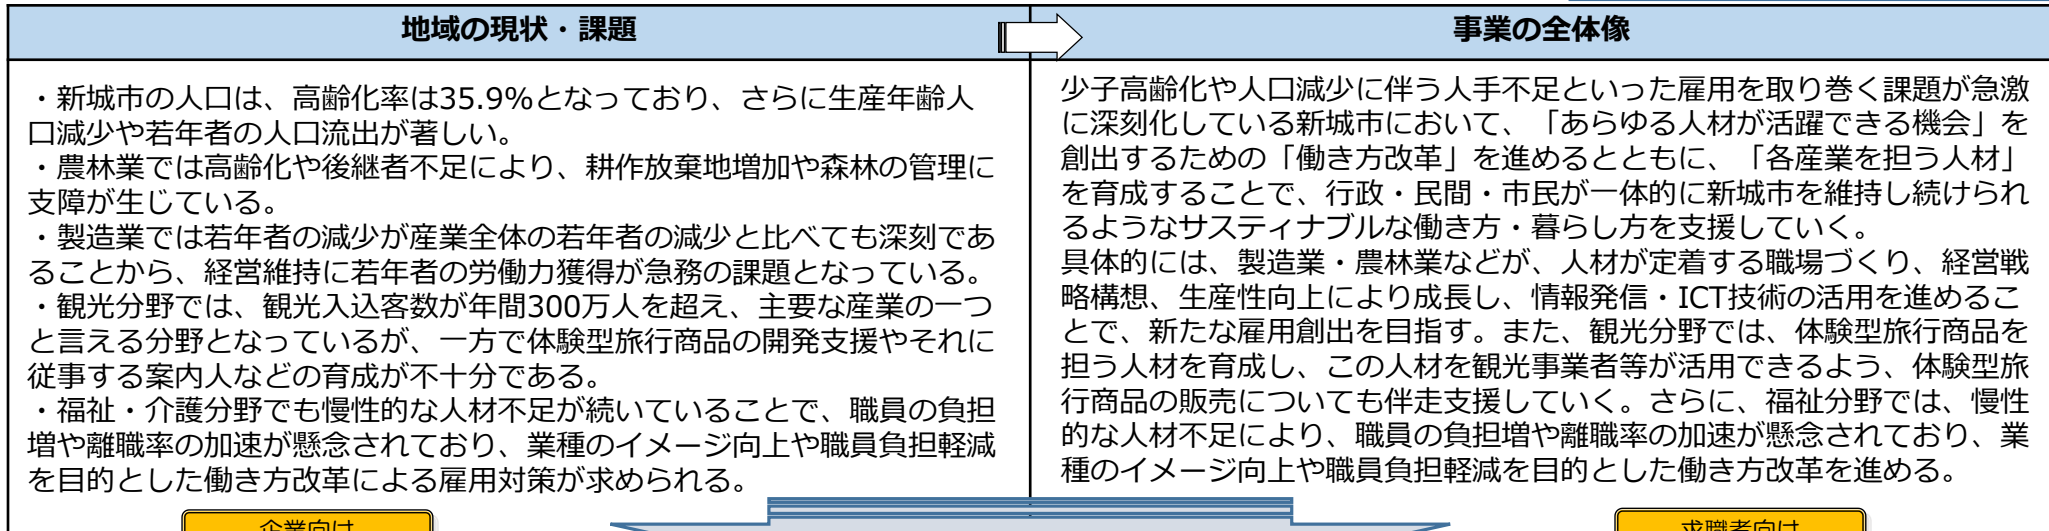 地域の現状・課題
事業の全体像
・新城市の人口は、高齢化率は35.9%となっており、さらに生産年齢人
口減少や若年者の人口流出が著しい。
・農林業では高齢化や後継者不足により、耕作放棄地増加や森林の管理に
支障が生じている。
・製造業では若年者の減少が産業全体の若年者の減少と比べても深刻であ
ることから、経営維持に若年者の労働力獲得が急務の課題となっている。
・観光分野では、観光入込客数が年間300万人を超え、主要な産業の一つ
と言える分野となっているが、一方で体験型旅行商品の開発支援やそれに
従事する案内人などの育成が不十分である。
・福祉・介護分野でも慢性的な人材不足が続いていることで、職員の負担
増や離職率の加速が懸念されており、業種のイメージ向上や職員負担軽減
を目的とした働き方改革による雇用対策が求められる。
少子高齢化や人口減少に伴う人手不足といった雇用を取り巻く課題が急激
に深刻化している新城市において、「あらゆる人材が活躍できる機会」を
創出するための「働き方改革」を進めるとともに、「各産業を担う人材」
を育成することで、行政・民間・市民が一体的に新城市を維持し続けられ
るようなサスティナブルな働き方・暮らし方を支援していく。
具体的には、製造業・農林業などが、人材が定着する職場づくり、経営戦
略構想、生産性向上により成長し、情報発信・ICT技術の活用を進めるこ
とで、新たな雇用創出を目指す。また、観光分野では、体験型旅行商品を
担う人材を育成し、この人材を観光事業者等が活用できるよう、体験型旅
行商品の販売についても伴走支援していく。さらに、福祉分野では、慢性
的な人材不足により、職員の負担増や離職率の加速が懸念されており、業
種のイメージ向上や職員負担軽減を目的とした働き方改革を進める。
企業向け
求職者向け